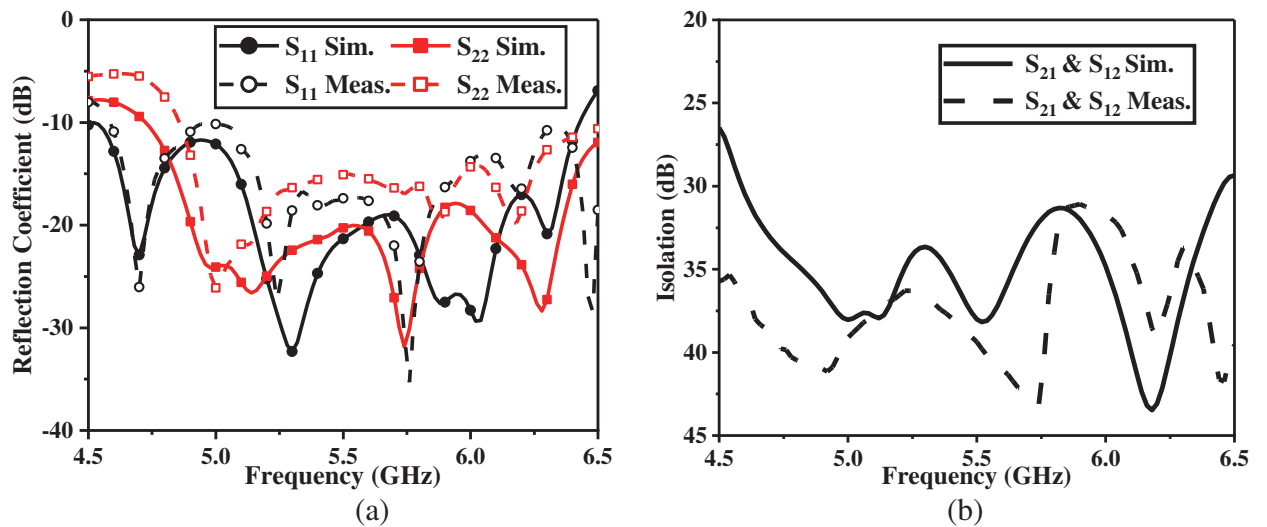 0
-10
-20
-30
-40
Reflection Coefficient (dB)
S11 Sim. S22 Sim.
S11 Meas. S22 Meas.
4.5 5.0 5.5 6.0 6.5
Frequency (GHz)
(a)
20
25
30
35
40
45
Isolation (dB)
S21 & S12 Sim.
S21 & S12 Meas.
4.5 5.0 5.5 6.0 6.5
Frequency (GHz)
(b)